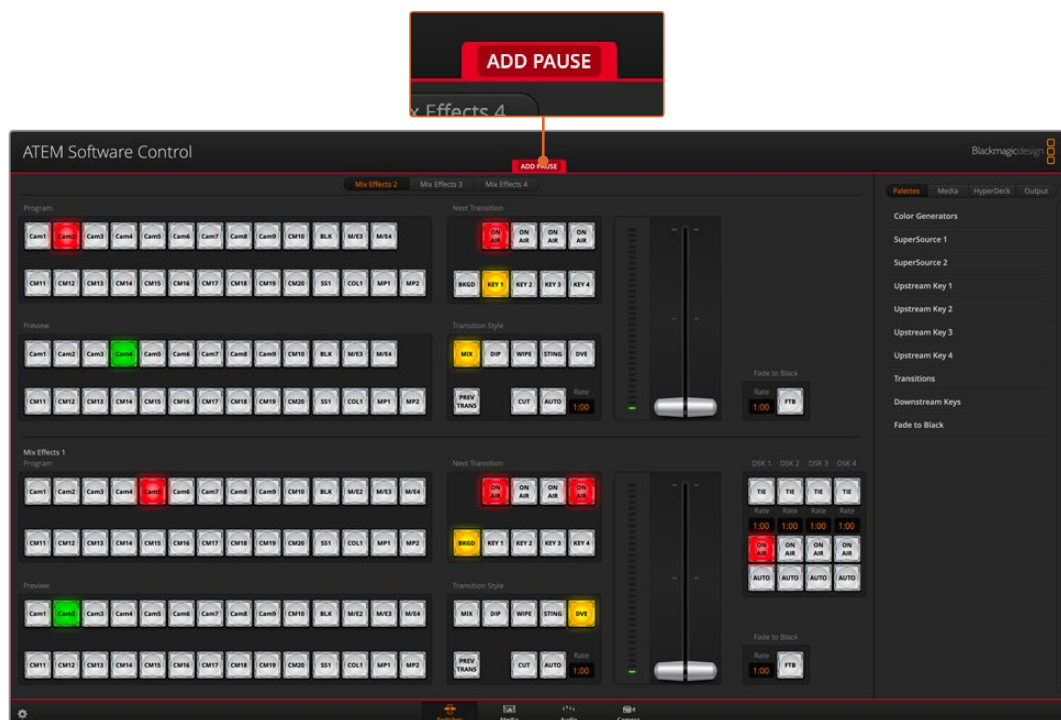 ADD PAUSE
x Effects 4
ATEM Software Control
ADD PAUSE
Blackmagicdesign
Mix Effects 2 Mix Effects 3 Mix Effects 4
Palettes Media HyperDeck Output
Program
Next Transition
Cam1 Cam2 Cam3 Cam4 Cam5 Cam6 Cam7 Cam8 Cam9 CM10 BLK M/E3 M/E4
ON AIR ON AIR ON AIR ON AIR
CM11 CM12 CM13 CM14 CM15 CM16 CM17 CM18 CM19 CM20 SS1 COL1 MP1 MP2
BKGD KEY 1 KEY 2 KEY 3 KEY 4
Preview
Transition Style
Cam1 Cam2 Cam3 Cam4 Cam5 Cam6 Cam7 Cam8 Cam9 CM10 BLK M/E3 M/E4
MIX DIP WIPE STING DVE
CM11 CM12 CM13 CM14 CM15 CM16 CM17 CM18 CM19 CM20 SS1 COL1 MP1 MP2
PREV TRANS CUT AUTO
Rate
1:00
Fade to Black
Rate
1:00 FTB
Color Generators
SuperSource 1
SuperSource 2
Upstream Key 1
Upstream Key 2
Upstream Key 3
Upstream Key 4
Transitions
Downstream Keys
Fade to Black
Mix Effects 1
Program
Next Transition
DSK 1 DSK 2 DSK 3 DSK 4
Cam1 Cam2 Cam3 Cam4 Cam5 Cam6 Cam7 Cam8 Cam9 CM10 BLK M/E2 M/E3 M/E4
ON AIR ON AIR ON AIR ON AIR
TIE TIE TIE TIE
Rate Rate Rate Rate
1:00 1:00 1:00 1:00
CM11 CM12 CM13 CM14 CM15 CM16 CM17 CM18 CM19 CM20 SS1 COL1 MP1 MP2
BKGD KEY 1 KEY 2 KEY 3 KEY 4
ON AIR ON AIR ON AIR ON AIR
AUTO AUTO AUTO AUTO
Preview
Transition Style
Cam1 Cam2 Cam3 Cam4 Cam5 Cam6 Cam7 Cam8 Cam9 CM10 BLK M/E2 M/E3 M/E4
MIX DIP WIPE STING DVE
CM11 CM12 CM13 CM14 CM15 CM16 CM17 CM18 CM19 CM20 SS1 COL1 MP1 MP2
PREV TRANS CUT AUTO
Rate
1:00
Fade to Black
Rate
1:00 FTB
Switcher Media Audio Camera